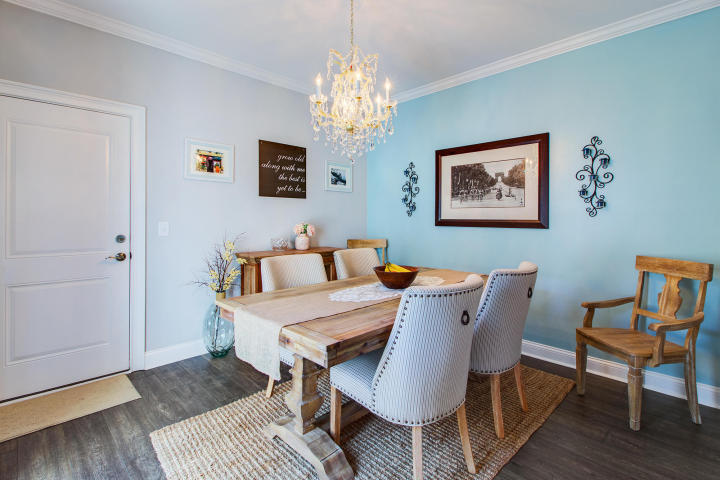 grow old
along with me
the best is
yet to be...